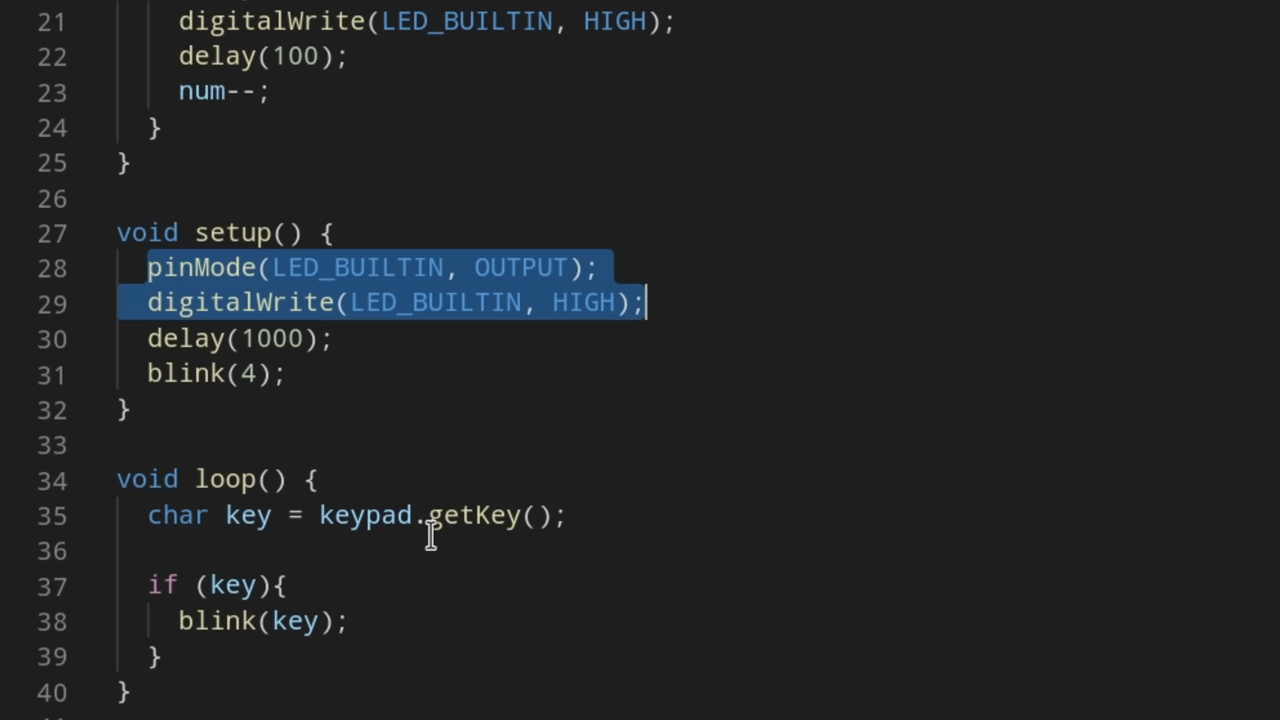 21 digitalWrite(LED_BUILTIN, HIGH);
22 delay(100);
23 num--;
24 }
25 }
26
27 void setup() {
28 pinMode(LED_BUILTIN, OUTPUT);
29 digitalWrite(LED_BUILTIN, HIGH);
30 delay(1000);
31 blink(4);
32 }
33
34 void loop() {
35 char key = keypad.getKey();
36
37 if (key){
38 blink(key);
39 }
40 }